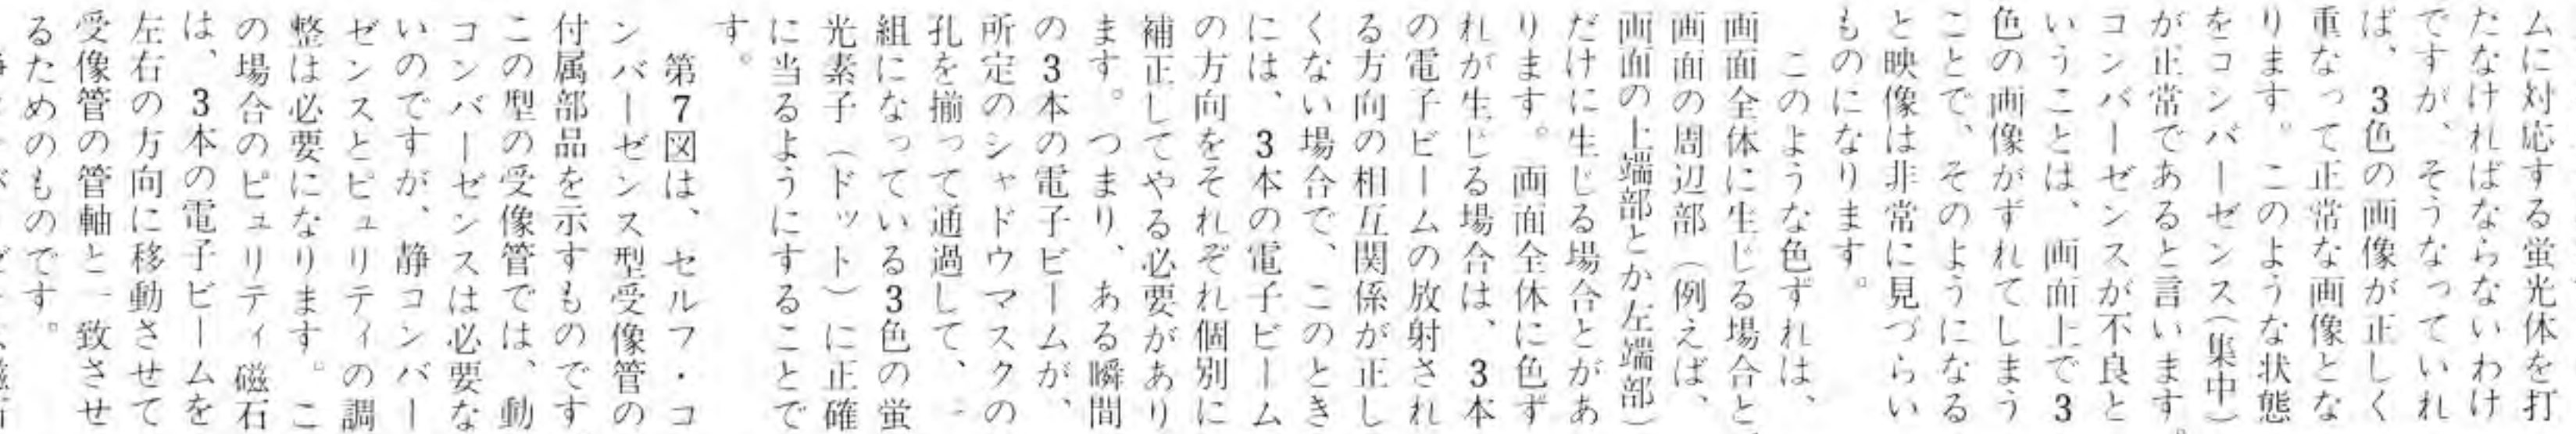 ムに対応する蛍光体を打
たなければならないわけ
ですが、そうなっていれ
ば、3色の画像が正しく
重なって正常な画像とな
ります。このような状態
をコンバーゼンス(集中)
が正常であると言います。
コンバーゼンスが不良と
いうことは、画面上で3
色の画像がずれてしまう
ことで、そのようになる
と映像は非常に見づらい
ものになります。
このような色ずれは、
画面全体に生じる場合と
画面の周辺部(例えば、
画面の上端部とか左端部)
だけに生じる場合とがあ
ります。画面全体に色ず
れが生じる場合は、3本
の電子ビームの放射され
る方向の相互関係が正し
くない場合で、このとき
には、3本の電子ビーム
の方向をそれぞれ個別に
補正してやる必要があり
ます。つまり、ある瞬間
の3本の電子ビームが、
所定のシャドウマスクの
孔を揃って通過して、一
組になっている3色の蛍
光素子(ドット)に正確
に当るようにすることで
す。
第7図は、セルフ・コ
ンバーゼンス型受像管の
付属部品を示すものです
この型の受像管では、動
コンバーゼンスは必要な
いのですが、静コンバー
ゼンスとピュリティの調
整は必要になります。こ
の場合のピュリティ磁石
は、3本の電子ビームを
左右の方向に移動させて
受像管の管軸と一致させ
るためのものです。